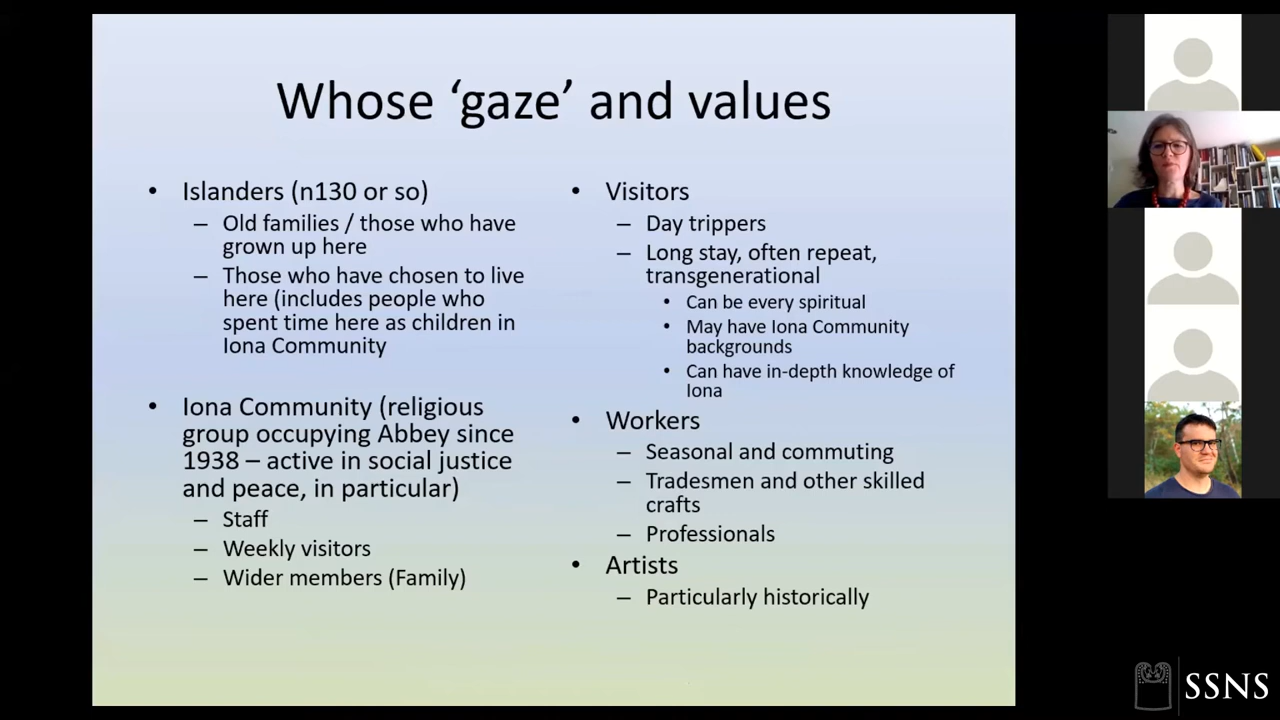 Whose ‘gaze’ and values
• Islanders (n130 or so)
– Old families / those who have
grown up here
– Those who have chosen to live
here (includes people who
spent time here as children in
Iona Community
• Iona Community (religious
group occupying Abbey since
1938 – active in social justice
and peace, in particular)
– Staff
– Weekly visitors
– Wider members (Family)
• Visitors
– Day trippers
– Long stay, often repeat,
transgenerational
• Can be every spiritual
• May have Iona Community
backgrounds
• Can have in-depth knowledge of
Iona
• Workers
– Seasonal and commuting
– Tradesmen and other skilled
crafts
– Professionals
• Artists
– Particularly historically
SSNS